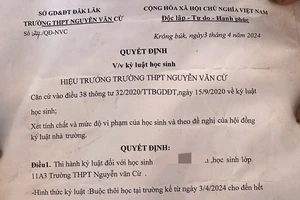 SỞ GD&ĐT ĐĂK LĂK
TRƯỜNG THPT NGUYỄN VĂN CỪ
/QĐ-NVC
CỘNG HÒA XÃ HỘI CHỦ NGHĨA VIỆT NAM
Độc lập - Tự do - Hạnh phúc
Krông búk, ngày 3 tháng 4 năm 2024
QUYẾT ĐỊNH
V/v kỷ luật học sinh
HIỆU TRƯỞNG TRƯỜNG THPT NGUYỄN VĂN CỪ
Căn cứ vào điều 38 thông tư 32/2020/TTBGDĐT, ngày 15/9/2020 về kỷ luật
học sinh;
Xét tính chất và mức độ vi phạm của học sinh và theo đề nghị của hội đồng
kỷ luật nhà trường.
QUYẾT ĐỊNH:
Điều1. Thi hành kỷ luật đối với học sinh , học sinh lớp
11A3 Trường THPT Nguyễn văn Cừ .
-Hình thức kỷ luật :Buộc thôi học tại trường kể từ ngày 3/4/2024 cho đến hết